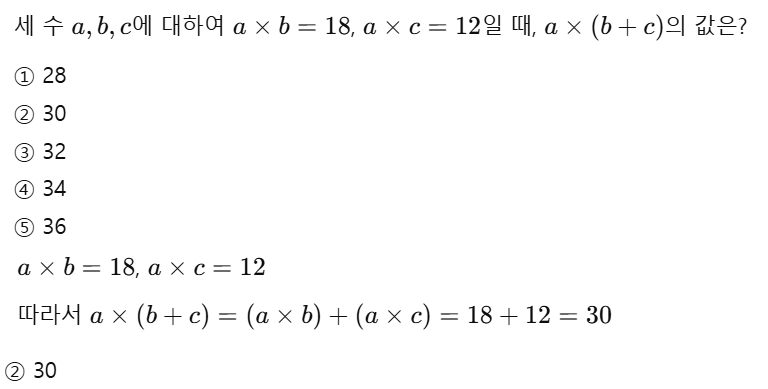 세 수 a, b, c에 대하여 a × b = 18, a × c = 12일 때, a × (b + c)의 값은?
① 28
② 30
③ 32
④ 34
⑤ 36
a × b = 18, a × c = 12
따라서 a × (b + c) = (a × b) + (a × c) = 18 + 12 = 30
② 30